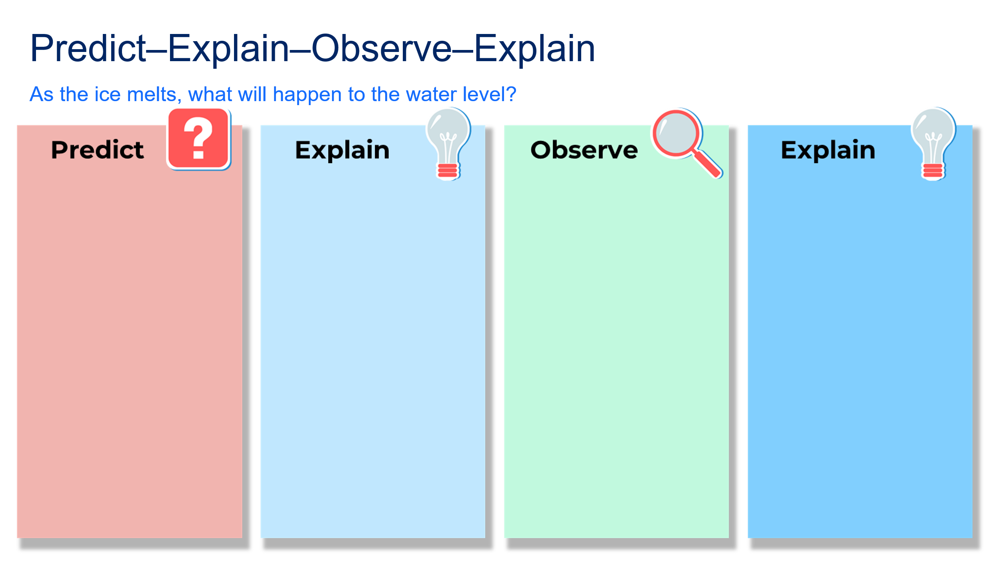 Predict–Explain–Observe–Explain
As the ice melts, what will happen to the water level?
Predict
?
Explain
Observe
Explain